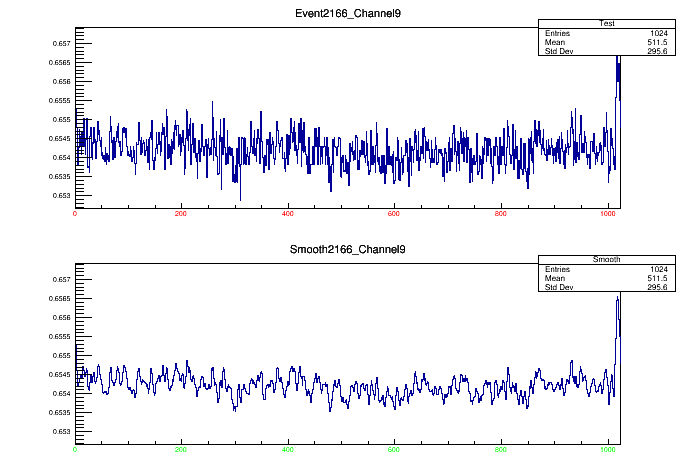 Event2166_Channel9
Test
Entries 1024
Mean 511.5
Std Dev 295.6
0.657
0.6565
0.656
0.6555
0.655
0.6545
0.654
0.6535
0.653
0 200 400 600 800 1000
Smooth2166_Channel9
Smooth
Entries 1024
Mean 511.5
Std Dev 295.6
0.657
0.6565
0.656
0.6555
0.655
0.6545
0.654
0.6535
0.653
0 200 400 600 800 1000